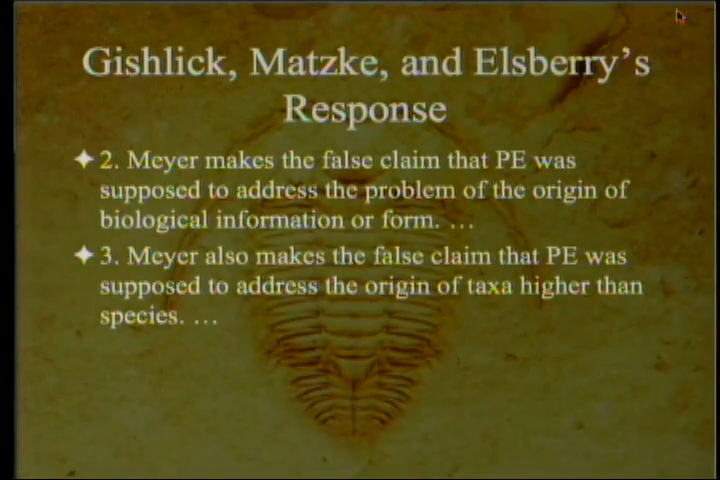 Gishlick, Matzke, and Elsberry's
Response
2. Meyer makes the false claim that PE was
supposed to address the problem of the origin of
biological information or form. …
3. Meyer also makes the false claim that PE was
supposed to address the origin of taxa higher than
species. …